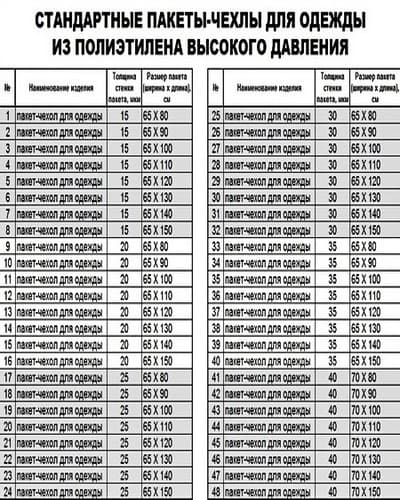 СТАНДАРТНЫЕ ПАКЕТЫ-ЧЕХЛЫ ДЛЯ ОДЕЖДЫ
ИЗ ПОЛИЭТИЛЕНА ВЫСОКОГО ДАВЛЕНИЯ
№ Наименование изделия Толщина стенки пакета, мкм Размер пакета (ширина x длина), см
1 пакет-чехол для одежды 15 65 X 80
2 пакет-чехол для одежды 15 65 X 90
3 пакет-чехол для одежды 15 65 X 100
4 пакет-чехол для одежды 15 65 X 110
5 пакет-чехол для одежды 15 65 X 120
6 пакет-чехол для одежды 15 65 X 130
7 пакет-чехол для одежды 15 65 X 140
8 пакет-чехол для одежды 15 65 X 150
9 пакет-чехол для одежды 20 65 X 80
10 пакет-чехол для одежды 20 65 X 90
11 пакет-чехол для одежды 20 65 X 100
12 пакет-чехол для одежды 20 65 X 110
13 пакет-чехол для одежды 20 65 X 120
14 пакет-чехол для одежды 20 65 X 130
15 пакет-чехол для одежды 20 65 X 140
16 пакет-чехол для одежды 20 65 X 150
17 пакет-чехол для одежды 25 65 X 80
18 пакет-чехол для одежды 25 65 X 90
19 пакет-чехол для одежды 25 65 X 100
20 пакет-чехол для одежды 25 65 X 110
21 пакет-чехол для одежды 25 65 X 120
22 пакет-чехол для одежды 25 65 X 130
23 пакет-чехол для одежды 25 65 X 140
24 пакет-чехол для одежды 25 65 X 150
№ Наименование изделия Толщина стенки пакета, мкм Размер пакета (ширина x длина), см
25 пакет-чехол для одежды 30 65 X 80
26 пакет-чехол для одежды 30 65 X 90
27 пакет-чехол для одежды 30 65 X 100
28 пакет-чехол для одежды 30 65 X 110
29 пакет-чехол для одежды 30 65 X 120
30 пакет-чехол для одежды 30 65 X 130
31 пакет-чехол для одежды 30 65 X 140
32 пакет-чехол для одежды 30 65 X 150
33 пакет-чехол для одежды 35 65 X 80
34 пакет-чехол для одежды 35 65 X 90
35 пакет-чехол для одежды 35 65 X 100
36 пакет-чехол для одежды 35 65 X 110
37 пакет-чехол для одежды 35 65 X 120
38 пакет-чехол для одежды 35 65 X 130
39 пакет-чехол для одежды 35 65 X 140
40 пакет-чехол для одежды 35 65 X 150
41 пакет-чехол для одежды 40 70 X 80
42 пакет-чехол для одежды 40 70 X 90
43 пакет-чехол для одежды 40 70 X 100
44 пакет-чехол для одежды 40 70 X 110
45 пакет-чехол для одежды 40 70 X 120
46 пакет-чехол для одежды 40 70 X 130
47 пакет-чехол для одежды 40 70 X 140
48 пакет-чехол для одежды 40 70 X 150